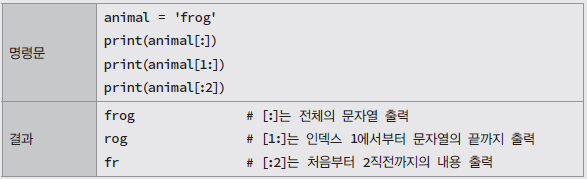 명령문
animal = 'frog'
print(animal[:])
print(animal[1:])
print(animal[:2])
결과
frog # [:]는 전체의 문자열 출력
rog # [1:]는 인덱스 1에서부터 문자열의 끝까지 출력
fr # [:2]는 처음부터 2직전까지의 내용 출력